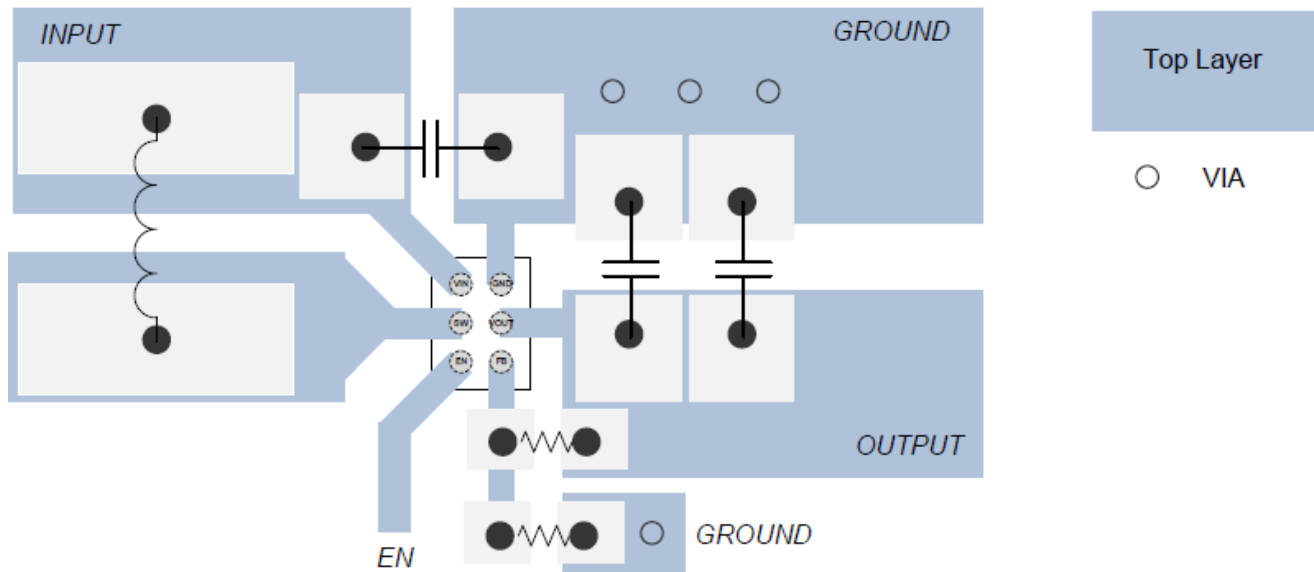 INPUT
GROUND
Top Layer
VIA
VIN
GND
SW
VOUT
EN
FB
OUTPUT
EN
GROUND